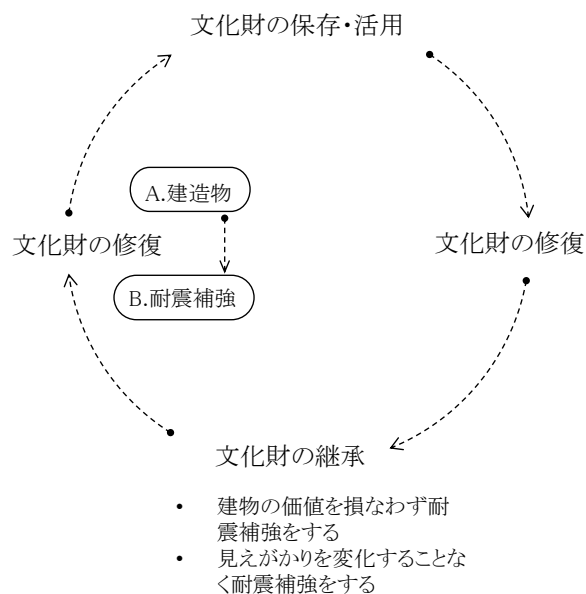 文化財の保存・活用
A.建造物
文化財の修復
文化財の修復
B.耐震補強
文化財の継承
• 建物の価値を損なわず耐
震補強をする
• 見えがかりを変化することな
く耐震補強をする